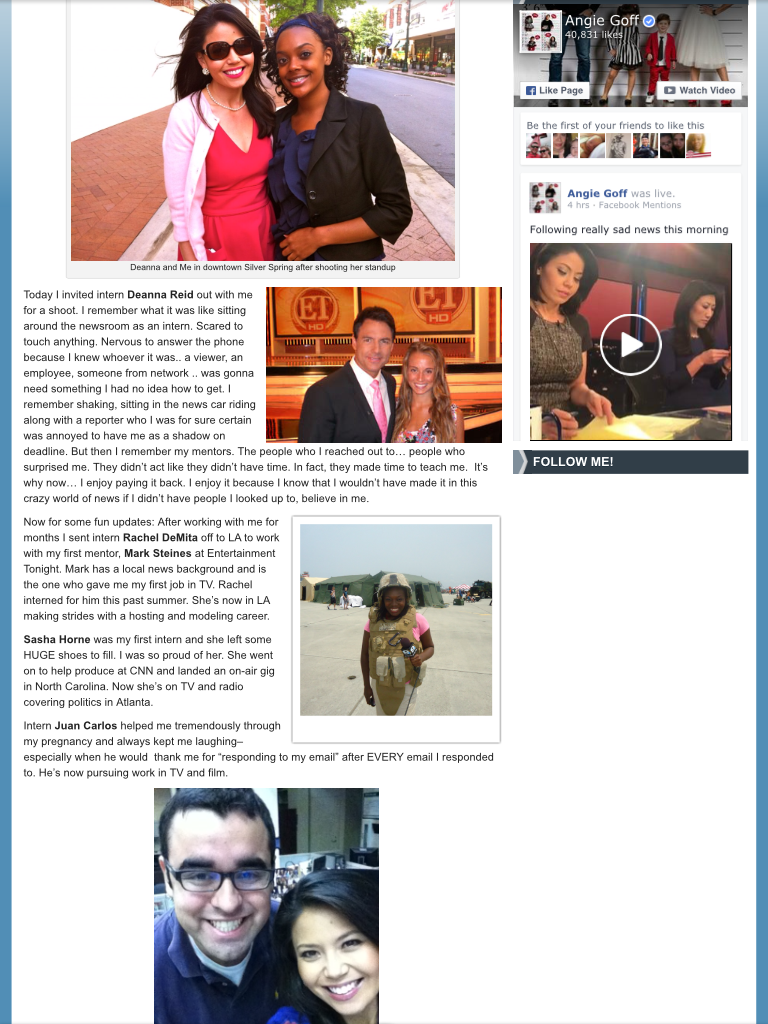 Deanna and Me in downtown Silver Spring after shooting her standup
Today I invited intern Deanna Reid out with me
for a shoot. I remember what it was like sitting
around the newsroom as an intern. Scared to
touch anything. Nervous to answer the phone
because I knew whoever it was.. a viewer, an
employee, someone from network .. was gonna
need something I had no idea how to get. I
remember shaking, sitting in the news car riding
along with a reporter who I was for sure certain
was annoyed to have me as a shadow on
deadline. But then I remember my mentors. The people who I reached out to… people who
surprised me. They didn’t act like they didn’t have time. In fact, they made time to teach me.  It’s
why now… I enjoy paying it back. I enjoy it because I know that I wouldn’t have made it in this
crazy world of news if I didn’t have people I looked up to, believe in me.
ET
HD
ET
HD
Now for some fun updates: After working with me for
months I sent intern Rachel DeMita off to LA to work
with my first mentor, Mark Steines at Entertainment
Tonight. Mark has a local news background and is
the one who gave me my first job in TV. Rachel
interned for him this past summer. She’s now in LA
making strides with a hosting and modeling career.
Sasha Horne was my first intern and she left some
HUGE shoes to fill. I was so proud of her. She went
on to help produce at CNN and landed an on-air gig
in North Carolina. Now she’s on TV and radio
covering politics in Atlanta.
Intern Juan Carlos helped me tremendously through
my pregnancy and always kept me laughing–
especially when he would  thank me for “responding to my email” after EVERY email I responded
to. He’s now pursuing work in TV and film.
Angie Goff
40,831 likes
Like Page
Watch Video
Be the first of your friends to like this
Angie Goff was live.
4 hrs · Facebook Mentions
Following really sad news this morning
FOLLOW ME!